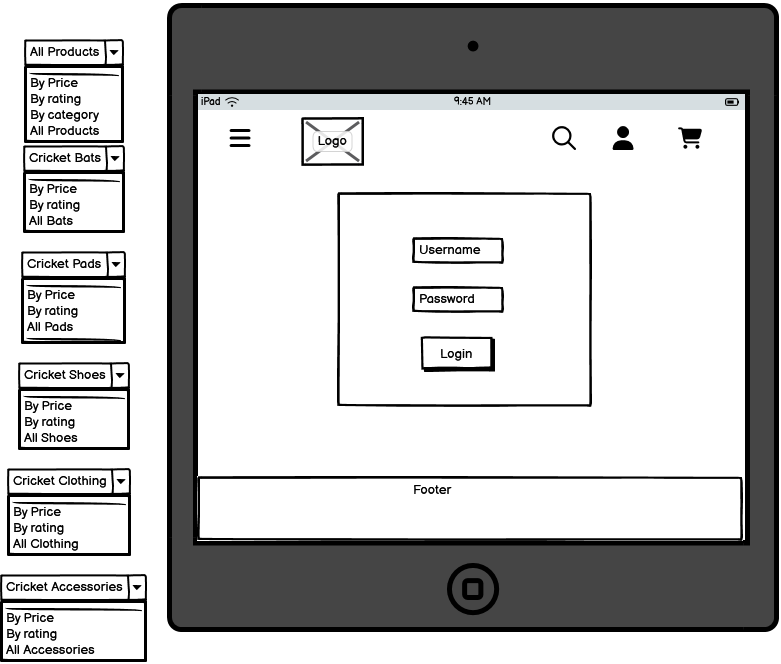 All Products
By Price
By rating
By category
All Products
Cricket Bats
By Price
By rating
All Bats
Cricket Pads
By Price
By rating
All Pads
Cricket Shoes
By Price
By rating
All Shoes
Cricket Clothing
By Price
By rating
All Clothing
Cricket Accessories
By Price
By rating
All Accessories
iPad 9:45 AM
Logo
Username
Password
Login
Footer